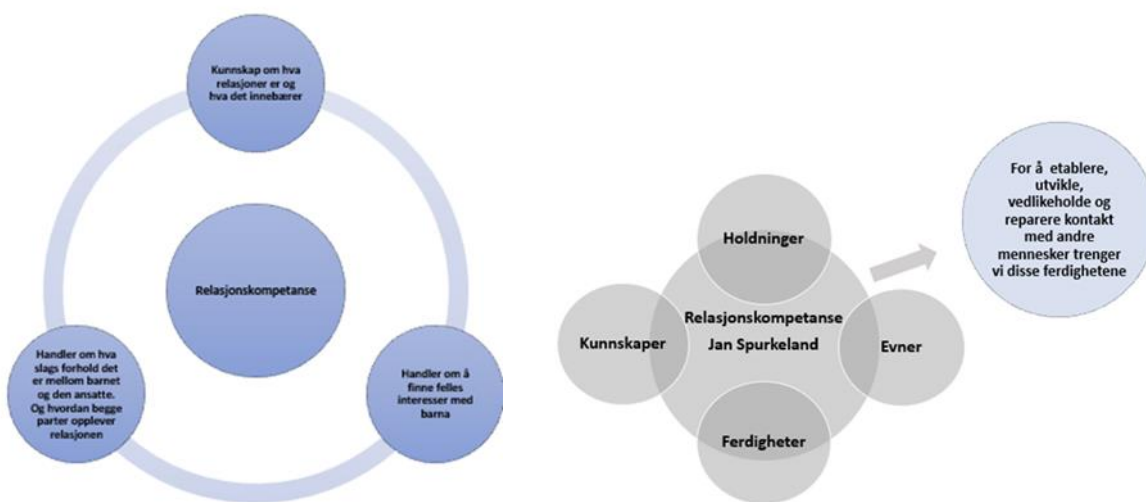 Kunnskap om hva
relasjoner er og
hva det innebærer
Relasjonskompetanse
Handler om hva
slags forhold det
er mellom barnet
og den ansatte.
Og hvordan begge
parter opplever
relasjonen
Handler om å
finne felles
interesser med
barna
Holdninger
Kunnskaper
Relasjonskompetanse
Jan Spurkeland
Evner
Ferdigheter
For å etablere,
utvikle,
vedlikeholde og
reparere kontakt
med andre
mennesker trenger
vi disse ferdighetene